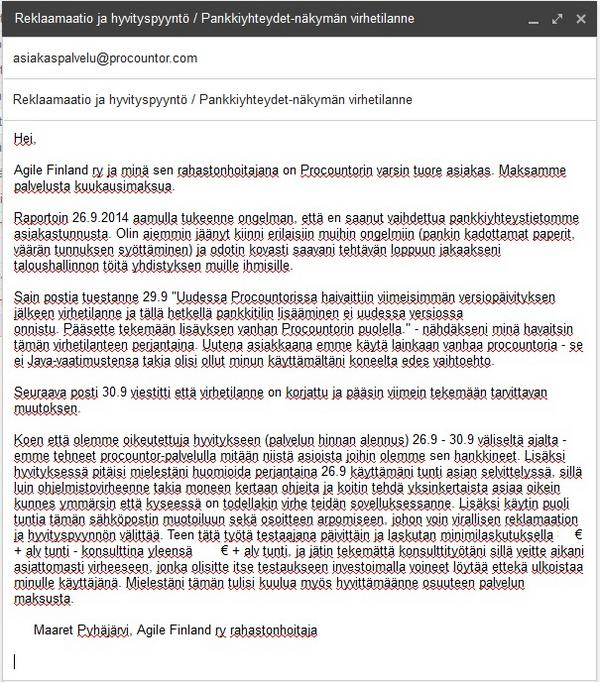 Reklaamaatio ja hyvityspyyntö / Pankkiyhteydet-näkymän virhetilanne
asiakaspalvelu@procountor.com
Reklaamaatio ja hyvityspyyntö / Pankkiyhteydet-näkymän virhetilanne
Hei,
Agile Finland ry ja minä sen rahastonhoitajana on Procountorin varsin tuore asiakas. Maksamme
palvelusta kuukausimaksua.
Raportoin 26.9.2014 aamulla tukeenne ongelman, että en saanut vaihdettua pankkiyhteystietomme
asiakastunnusta. Olin aiemmin jäänyt kiinni erilaisiin muihin ongelmiin (pankin kadottamat paperit,
väärän tunnuksen syöttäminen) ja odotin kovasti saavani tehtävän loppuun jakaakseni
taloushallinnon töitä yhdistyksen muille ihmisille.
Sain postia tuestanne 29.9 "Uudessa Procountorissa haivaittiin viimeisimmän versiopäivityksen
jälkeen virhetilanne ja tällä hetkellä pankkitilin lisääminen ei uudessa versiossa
onnistu. Pääsette tekemään lisäyksen vanhan Procountorin puolella." - nähdäkseni minä havaitsin
tämän virhetilanteen perjantaina. Uutena asiakkaana emme käytä lainkaan vanhaa procountoria - se
ei Java-vaatimustensa takia olisi ollut minun käyttämältäni koneelta edes vaihtoehto.
Seuraava posti 30.9 viestitti että virhetilanne on korjattu ja pääsin viimein tekemään tarvittavan
muutoksen.
Koen että olemme oikeutettuja hyvitykseen (palvelun hinnan alennus) 26.9 - 30.9 väliseltä ajalta -
emme tehneet procountor-palvelulla mitään niistä asioista joihin olemme sen hankkineet. Lisäksi
hyvityksessä pitäisi mielestäni huomioida perjantaina 26.9 käyttämäni tunti asian selvittelyssä, sillä
luin ohjelmistovirheenne takia moneen kertaan ohjeita ja koitin tehdä yksinkertaista asiaa oikein
kunnes ymmärsin että kyseessä on todellakin virhe teidän sovelluksessanne. Lisäksi käytin puoli
tuntia tämän sähköpostin muotoiluun sekä osoitteen arpomiseen, johon voin virallisen reklamaation
ja hyvityspyynnön välittää. Teen tätä työtä testaajana päivittäin ja laskutan minimilaskutuksella €
+ alv tunti - konsulttina yleensä € + alv tunti, ja jätin tekemättä konsulttityötäni sillä veitte aikani
asiattomasti virheeseen, jonka olisitte itse testaukseen investoimalla voineet löytää ettekä ulkoistaa
minulle käyttäjänä. Mielestäni tämän tulisi kuulua myös hyvittämäänne osuuteen palvelun
maksusta.
Maaret Pyhäjärvi, Agile Finland ry rahastonhoitaja